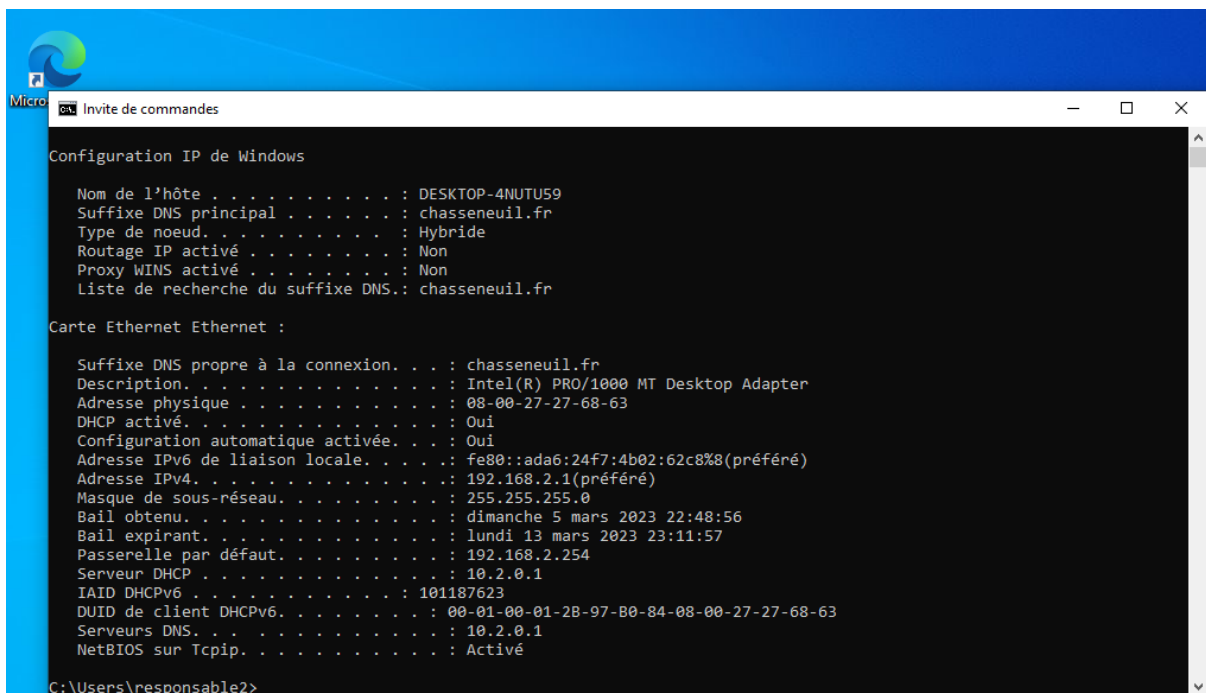 Micro
Invite de commandes
Configuration IP de Windows
Nom de l’hôte . . . . . . . . . . : DESKTOP-4NUTU59
Suffixe DNS principal . . . . . . : chasseneuil.fr
Type de noeud. . . . . . . . . . : Hybride
Routage IP activé . . . . . . . . : Non
Proxy WINS activé . . . . . . . . : Non
Liste de recherche du suffixe DNS.: chasseneuil.fr
Carte Ethernet Ethernet :
Suffixe DNS propre à la connexion. . . : chasseneuil.fr
Description. . . . . . . . . . . . . . : Intel(R) PRO/1000 MT Desktop Adapter
Adresse physique . . . . . . . . . . . : 08-00-27-27-68-63
DHCP activé. . . . . . . . . . . . . . : Oui
Configuration automatique activée. . . : Oui
Adresse IPv6 de liaison locale. . . . .: fe80::ada6:24f7:4b02:62c8%8(préféré)
Adresse IPv4. . . . . . . . . . . . . .: 192.168.2.1(préféré)
Masque de sous-réseau. . . . . . . . . : 255.255.255.0
Bail obtenu. . . . . . . . . . . . . . : dimanche 5 mars 2023 22:48:56
Bail expirant. . . . . . . . . . . . . : lundi 13 mars 2023 23:11:57
Passerelle par défaut. . . . . . . . . : 192.168.2.254
Serveur DHCP . . . . . . . . . . . . . : 10.2.0.1
IAID DHCPv6 . . . . . . . . . . . : 101187623
DUID de client DHCPv6. . . . . . . . : 00-01-00-01-2B-97-B0-84-08-00-27-27-68-63
Serveurs DNS. . . . . . . . . . . . . : 10.2.0.1
NetBIOS sur Tcpip. . . . . . . . . . . : Activé
C:\Users\responsable2>